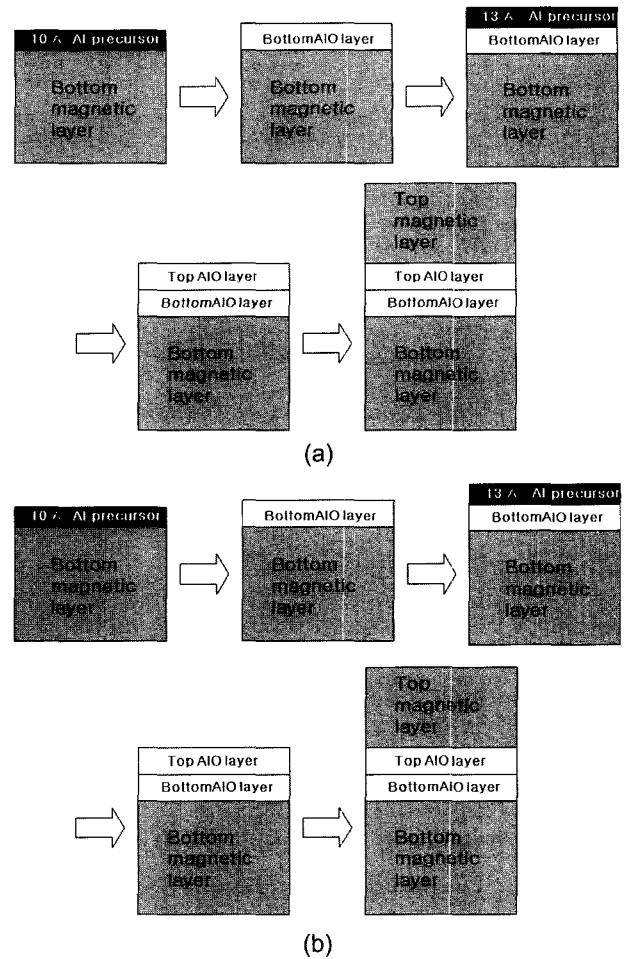 10 A Al precursor
Bottom
magnetic
layer
BottomAlO layer
Bottom
magnetic
layer
13 A Al precursor
BottomAlO layer
Bottom
magnetic
layer
Top AlO layer
BottomAlO layer
Bottom
magnetic
layer
Top
magnetic
layer
Top AlO layer
BottomAlO layer
Bottom
magnetic
layer
(a)
10 A Al precursor
Bottom
magnetic
layer
BottomAlO layer
Bottom
magnetic
layer
13 A Al precursor
BottomAlO layer
Bottom
magnetic
layer
Top AlO layer
BottomAlO layer
Bottom
magnetic
layer
Top
magnetic
layer
Top AlO layer
BottomAlO layer
Bottom
magnetic
layer
(b)